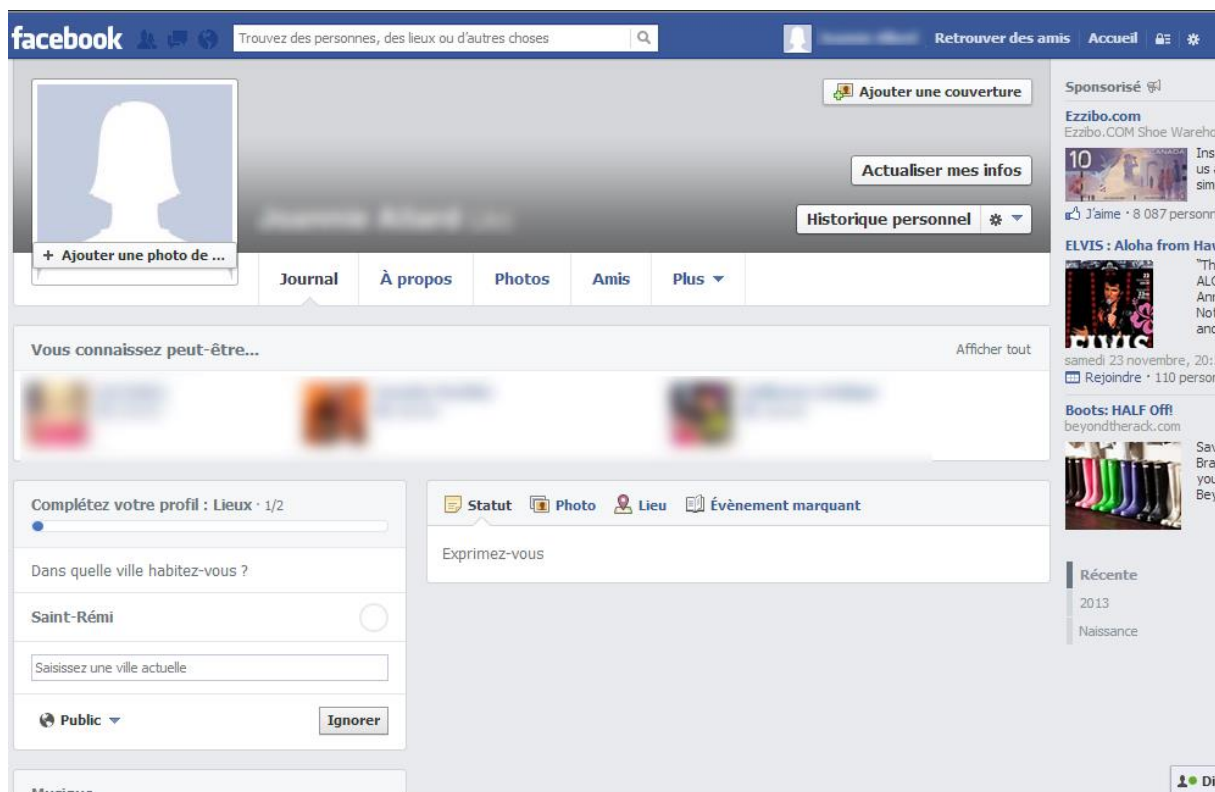 facebook
Trouvez des personnes, des lieux ou d'autres choses
Retrouver des amis
Accueil
Ajouter une couverture
Actualiser mes infos
Historique personnel
+ Ajouter une photo de ...
Journal
À propos
Photos
Amis
Plus
Vous connaissez peut-être...
Afficher tout
Complétez votre profil : Lieux · 1/2
Dans quelle ville habitez-vous ?
Saint-Rémi
Saisissez une ville actuelle
Public
Ignorer
Statut
Photo
Lieu
Évènement marquant
Exprimez-vous
Sponsorisé
Ezzibo.com
Ezzibo.COM Shoe
10
CANADA
us
J'aime · 8 087
ELVIS : Aloha from
ELVIS
and
samedi 23 novembre, 20:
Rejoindre · 110
Boots: HALF Off!
beyondtherack.com
Récente
2013
Naissance